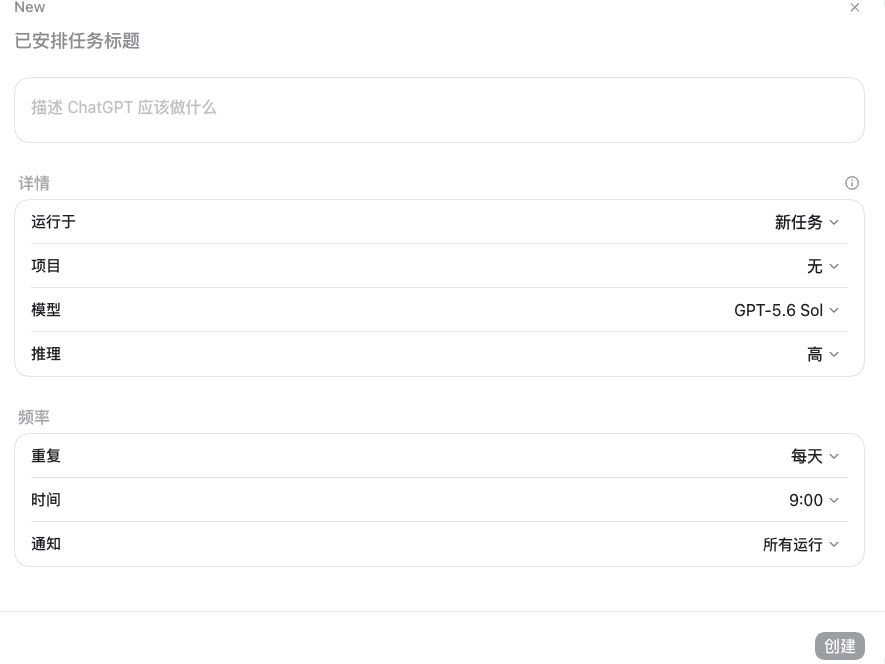 New
已安排任务标题
描述 ChatGPT 应该做什么
详情
运行于 新任务
项目 无
模型 GPT-5.6 Sol
推理 高
频率
重复 每天
时间 9:00
通知 所有运行
创建